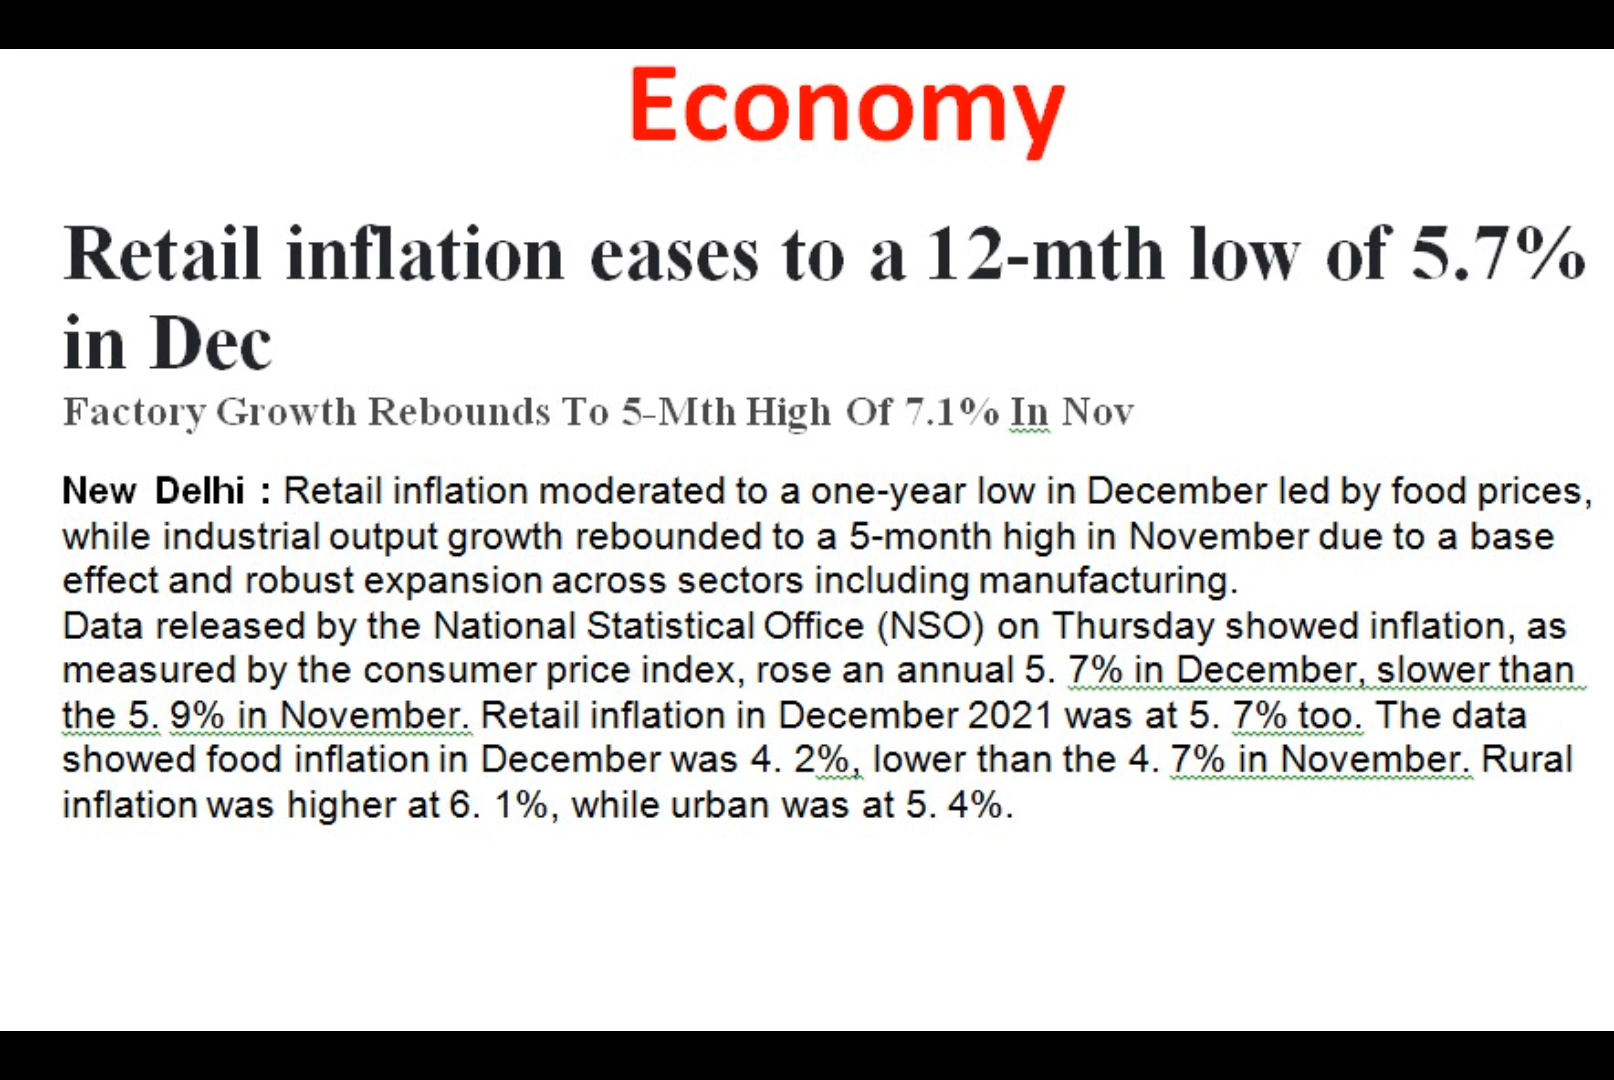 Economy
Retail inflation eases to a 12-mth low of 5.7%
in Dec
Factory Growth Rebounds To 5-Mth High Of 7.1% In Nov
New Delhi : Retail inflation moderated to a one-year low in December led by food prices,
while industrial output growth rebounded to a 5-month high in November due to a base
effect and robust expansion across sectors including manufacturing.
Data released by the National Statistical Office (NSO) on Thursday showed inflation, as
measured by the consumer price index, rose an annual 5. 7% in December, slower than
the 5. 9% in November. Retail inflation in December 2021 was at 5. 7% too. The data
showed food inflation in December was 4. 2%, lower than the 4. 7% in November. Rural
inflation was higher at 6. 1%, while urban was at 5. 4%.